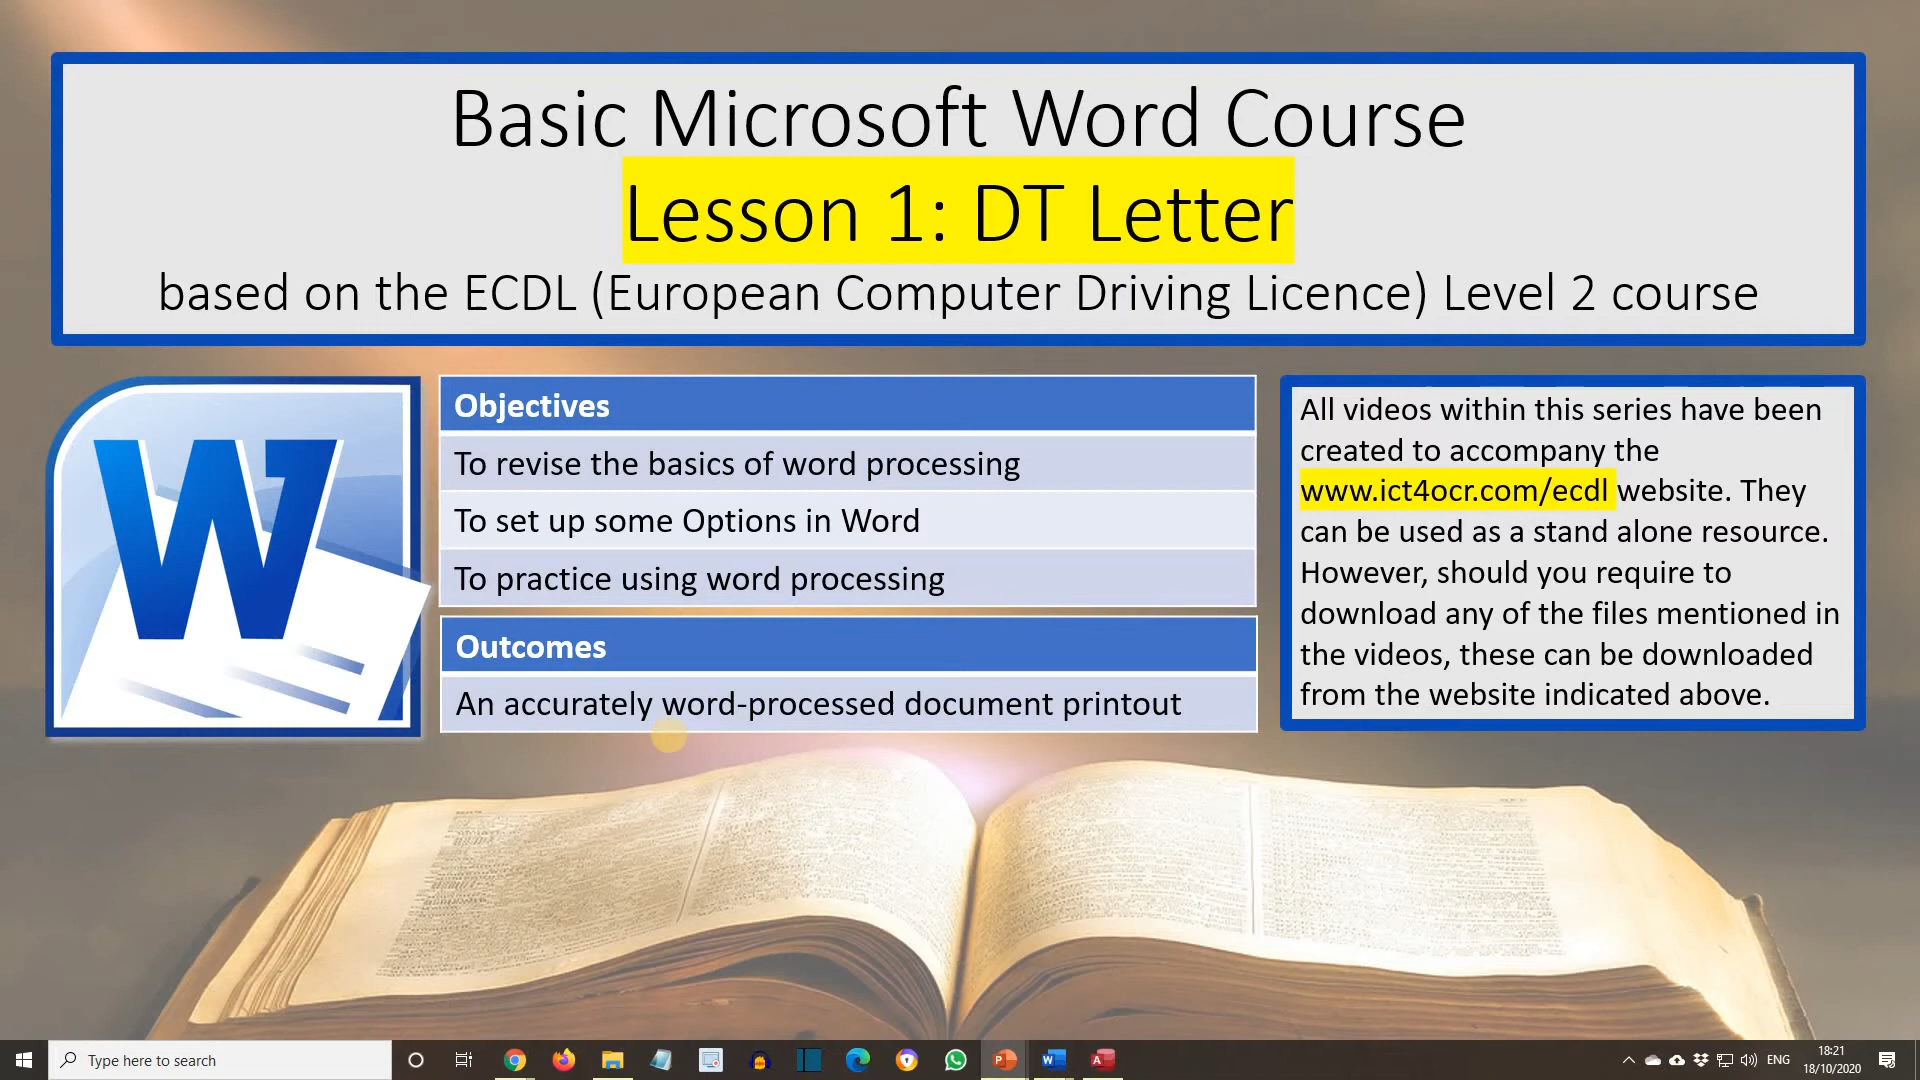 Basic Microsoft Word Course
Lesson 1: DT Letter
based on the ECDL (European Computer Driving Licence) Level 2 course
W
Objectives
To revise the basics of word processing
To set up some Options in Word
To practice using word processing
Outcomes
An accurately word-processed document printout
All videos within this series have been
created to accompany the
www.ict4ocr.com/ecdl website. They
can be used as a stand alone resource.
However, should you require to
download any of the files mentioned in
the videos, these can be downloaded
from the website indicated above.
Type here to search
ENG
18:21
18/10/2020